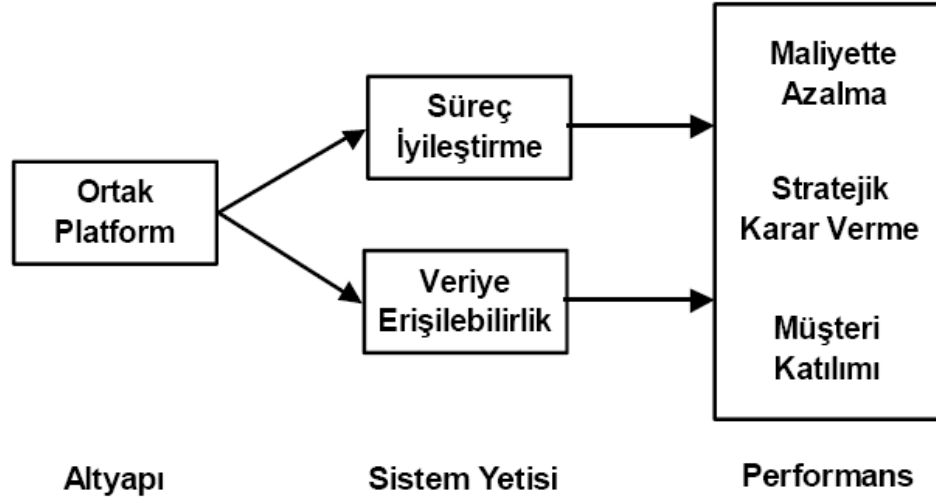 Ortak
Platform
Süreç
İyileştirme
Veriye
Erişilebilirlik
Maliyette
Azalma
Stratejik
Karar Verme
Müşteri
Katılımı
Altyapı
Sistem Yetisi
Performans